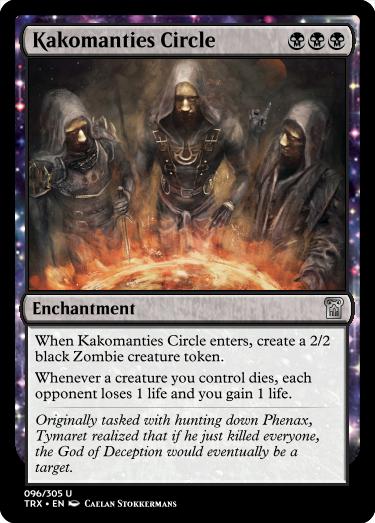 Kakomanties Circle
Enchantment
When Kakomanties Circle enters, create a 2/2
black Zombie creature token.
Whenever a creature you control dies, each
opponent loses 1 life and you gain 1 life.
Originally tasked with hunting down Phenax,
Tymaret realized that if he just killed everyone,
the God of Deception would eventually be a
target.
096/305 U
TRX • EN Caelan Stokkermans